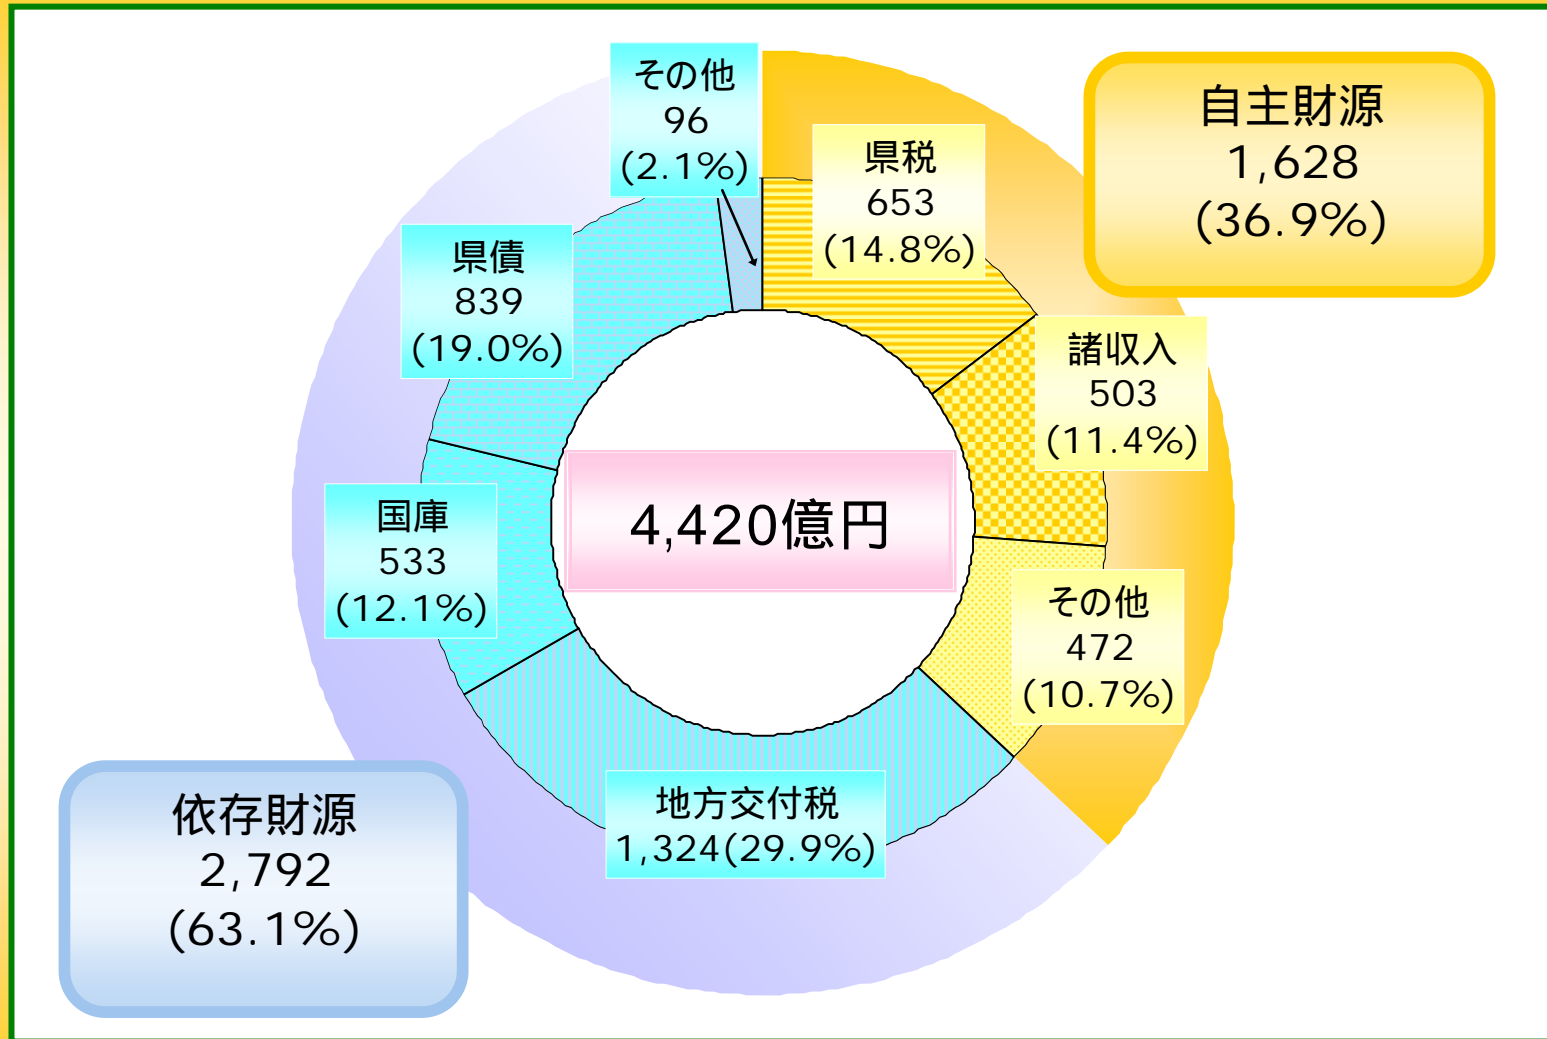 その他
96
(2.1%)
県税
653
(14.8%)
自主財源
1,628
(36.9%)
県債
839
(19.0%)
諸収入
503
(11.4%)
国庫
533
(12.1%)
4,420億円
その他
472
(10.7%)
地方交付税
1,324(29.9%)
依存財源
2,792
(63.1%)